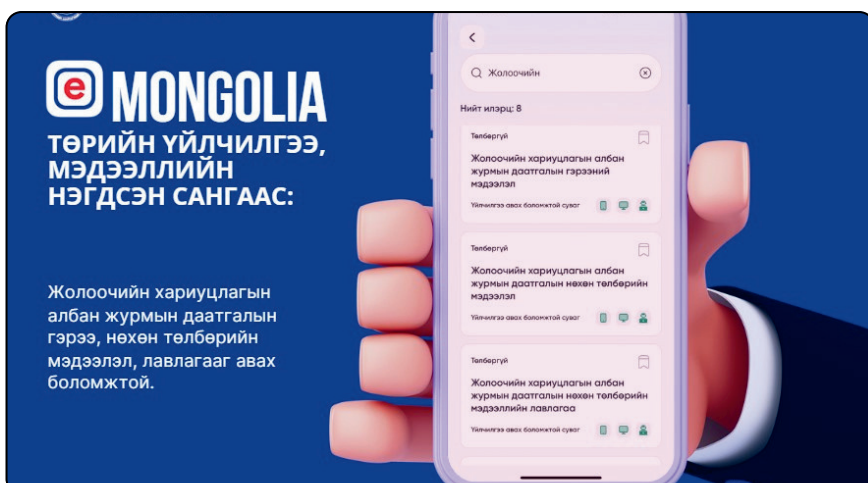 e MONGOLIA
ТӨРИЙН ҮЙЛЧИЛГЭЭ,
МЭДЭЭЛЛИЙН
НЭГДСЭН САНГААС:
Жолоочийн хариуцлагын
албан журмын даатгалын
гэрээ, нөхөн төлбөрийн
мэдээлэл, лавлагааг авах
боломжтой.
Жолоочийн
Нийт илэрц: 8
Төлбөргүй
Жолоочийн хариуцлагын албан
журмын даатгалын гэрээний
мэдээлэл
Үйлчилгээ авах боломжтой суваг
Төлбөргүй
Жолоочийн хариуцлагын албан
журмын даатгалын нөхөн төлбөрийн
мэдээлэл
Үйлчилгээ авах боломжтой суваг
Төлбөргүй
Жолоочийн хариуцлагын албан
журмын даатгалын нөхөн төлбөрийн
мэдээллийн лавлагаа
Үйлчилгээ авах боломжтой суваг